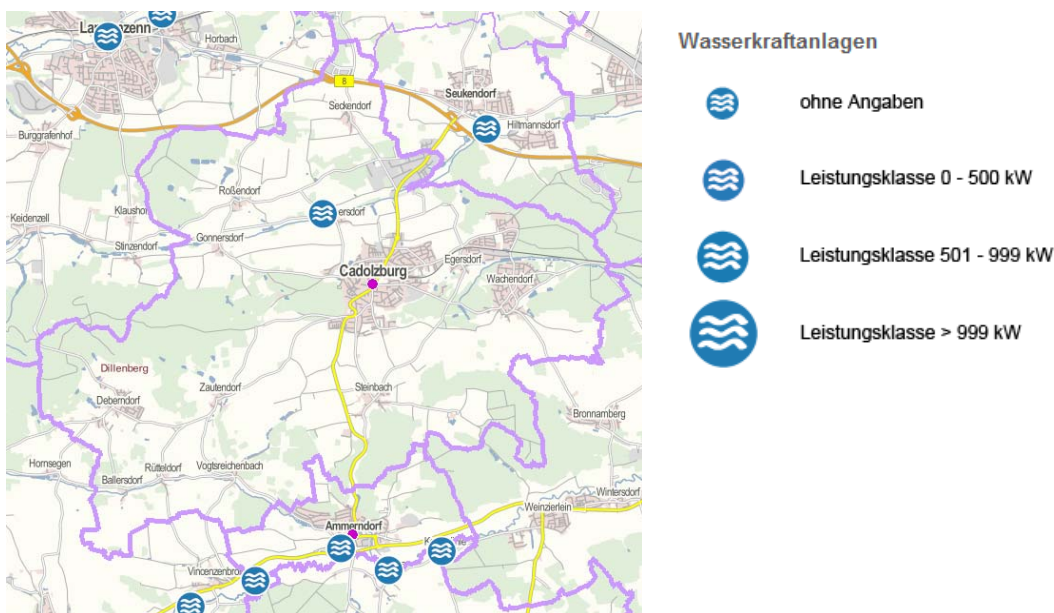 Horbach
8
Seukendorf
Seckendorf
Hiltmannsdorf
Burggrafenhof
Roßendorf
Keidenzell
Klaushof
Gonnersdorf
Stinzendorf
Egersdorf
Cadolzburg
Wachendorf
Dillenberg
Zautendorf
Steinbach
Deberndorf
Bronnamberg
Hornsegen
Rütteldorf
Vogtsreichenbach
Ballersdorf
Wintersdorf
Weinzierlein
Ammerndorf
Wasserkraftanlagen
ohne Angaben
Leistungsklasse 0 - 500 kW
Leistungsklasse 501 - 999 kW
Leistungsklasse > 999 kW